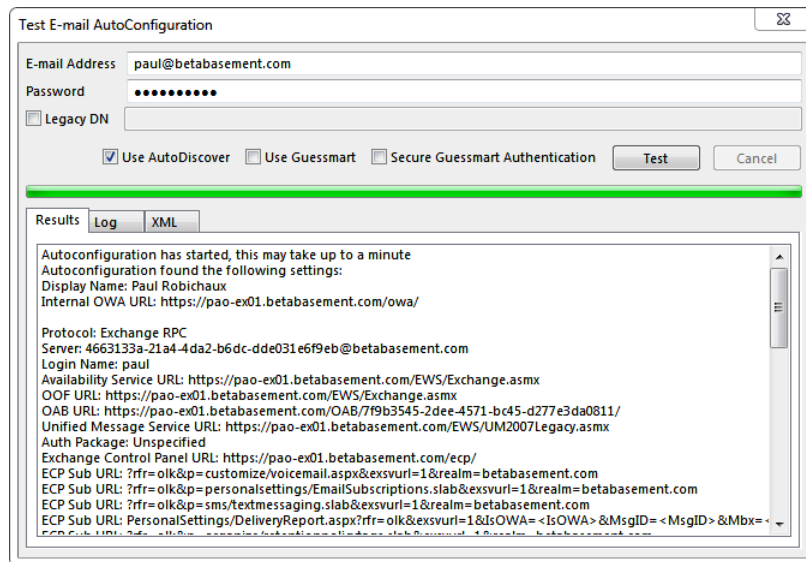 Test E-mail AutoConfiguration
E-mail Address paul@betabasement.com
Password ••••••••••
Legacy DN
Use AutoDiscover Use Guessmart Secure Guessmart Authentication Test Cancel
Results Log XML
Autoconfiguration has started, this may take up to a minute
Autoconfiguration found the following settings:
Display Name: Paul Robichaux
Internal OWA URL: https://pao-ex01.betabasement.com/owa/
Protocol: Exchange RPC
Server: 4663133a-21a4-4da2-b6dc-dde031e6f9eb@betabasement.com
Login Name: paul
Availability Service URL: https://pao-ex01.betabasement.com/EWS/Exchange.asmx
OOF URL: https://pao-ex01.betabasement.com/EWS/Exchange.asmx
OAB URL: https://pao-ex01.betabasement.com/OAB/7f9b3545-2dee-4571-bc45-d277e3da0811/
Unified Message Service URL: https://pao-ex01.betabasement.com/EWS/UM2007Legacy.asmx
Auth Package: Unspecified
Exchange Control Panel URL: https://pao-ex01.betabasement.com/ecp/
ECP Sub URL: ?rfr=olk&p=customize/voicemail.aspx&exsvurl=1&realm=betabasement.com
ECP Sub URL: ?rfr=olk&p=personalsettings/EmailSubscriptions.slab&exsvurl=1&realm=betabasement.com
ECP Sub URL: ?rfr=olk&p=sms/textmessaging.slab&exsvurl=1&realm=betabasement.com
ECP Sub URL: PersonalSettings/DeliveryReport.aspx?rfr=olk&exsvurl=1&IsOWA=<IsOWA>&MsgID=<MsgID>&Mbx=<